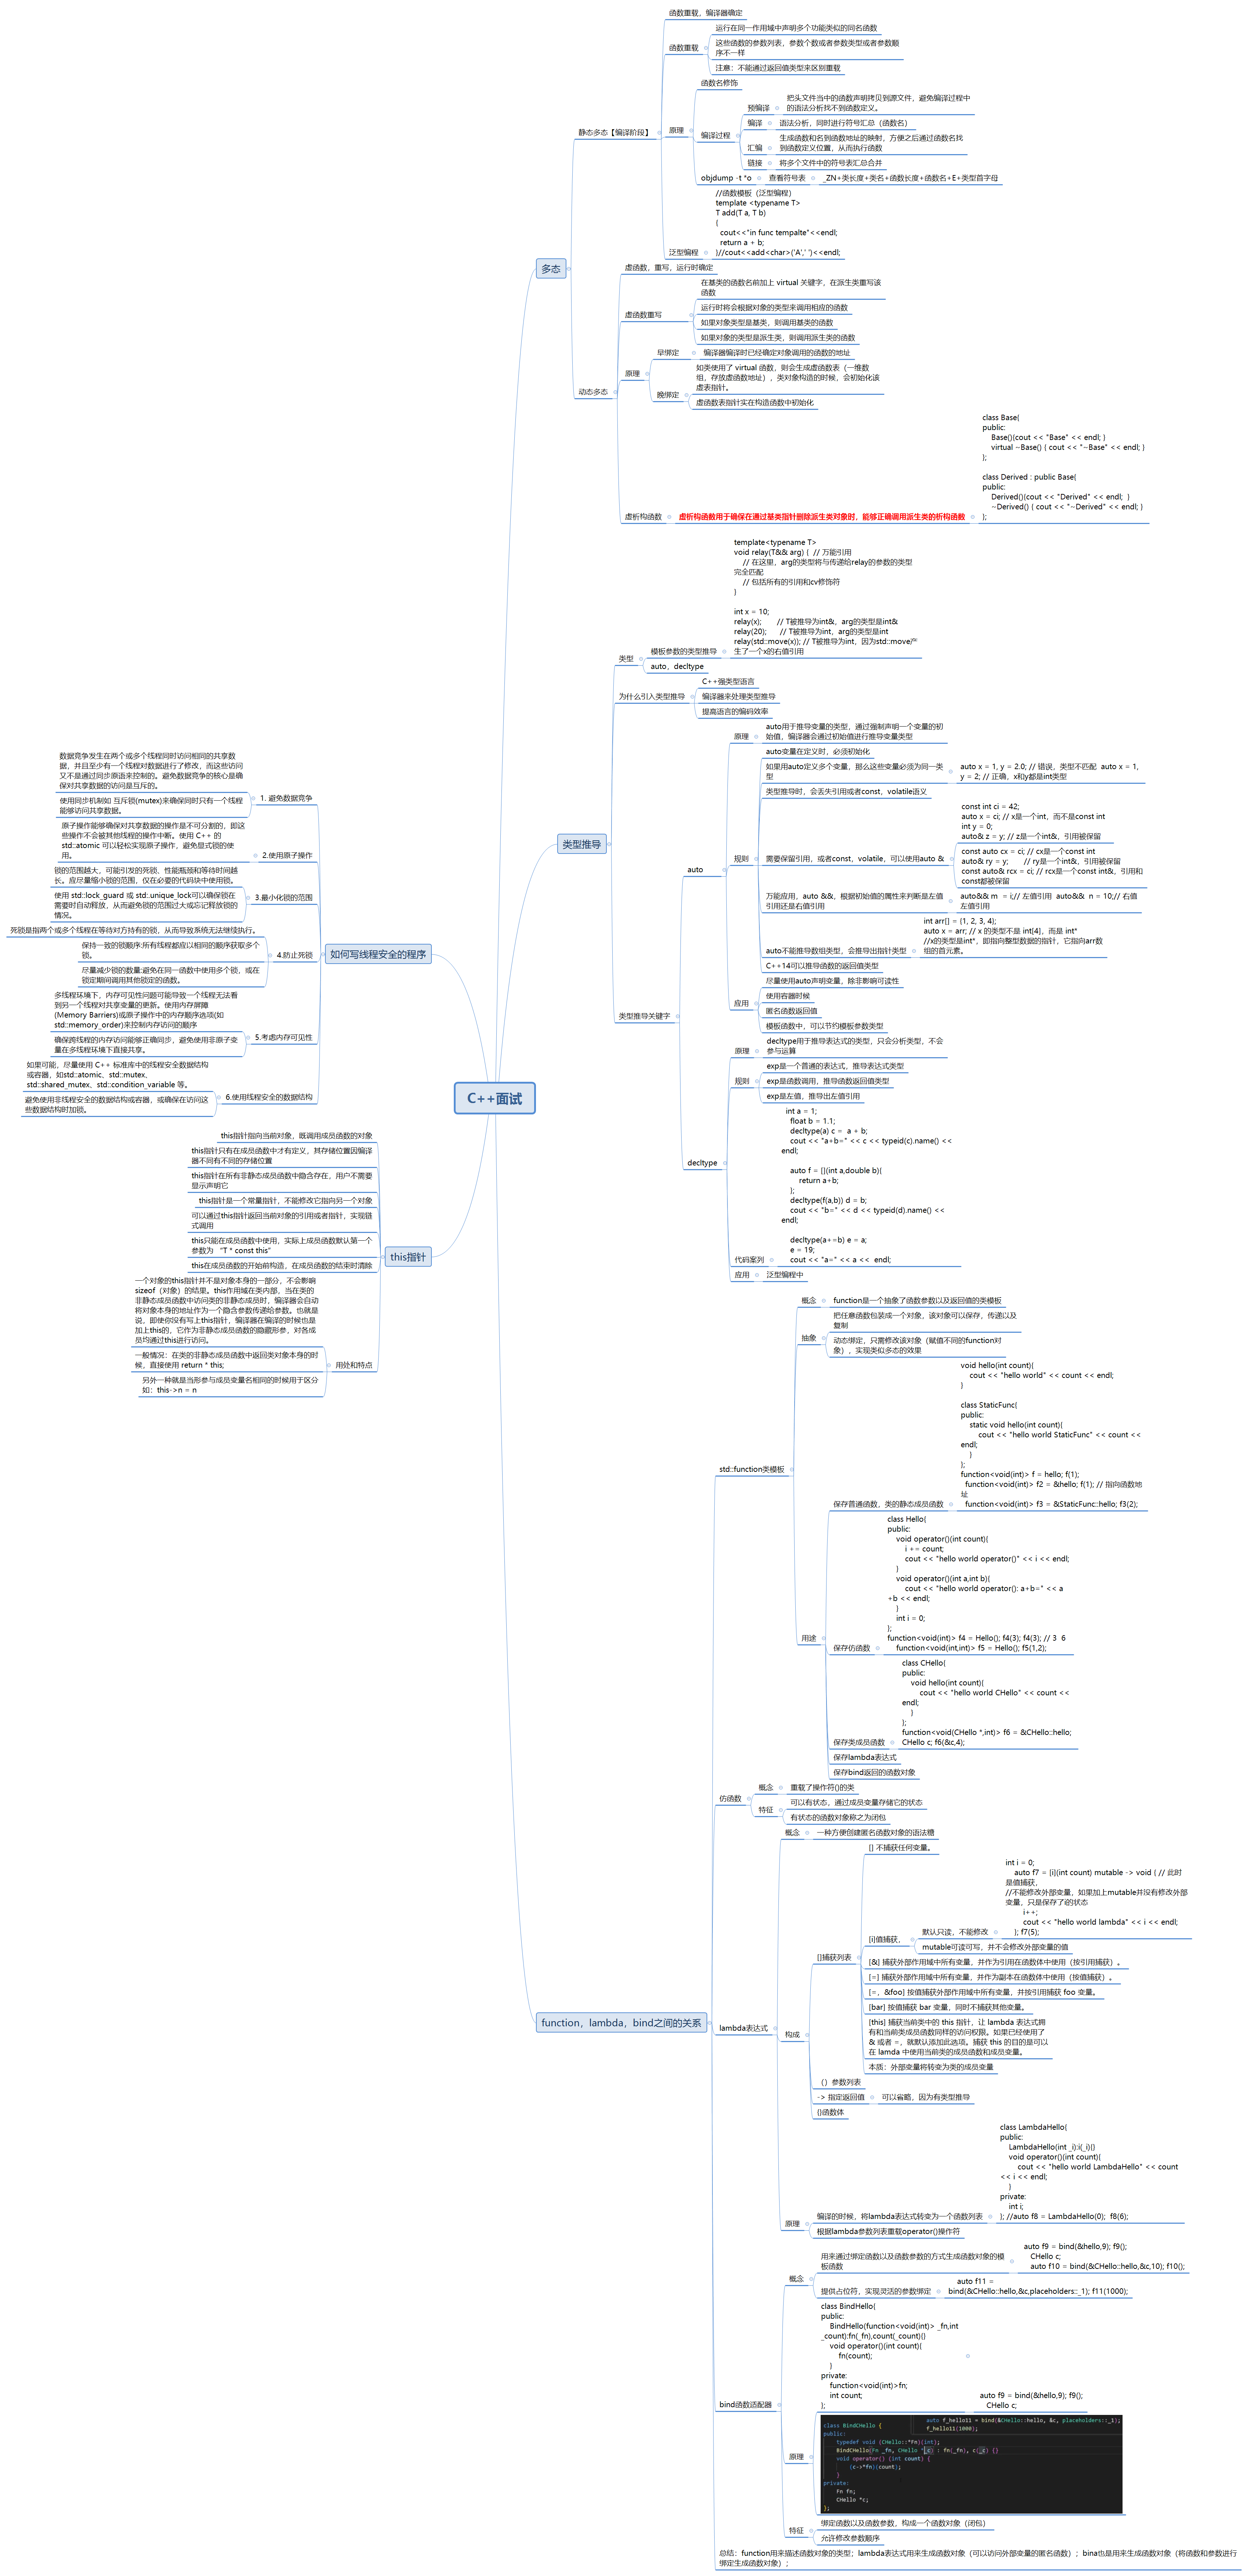 C++面试
多态
静态多态【编译阶段】
函数重载，编译器确定
函数重载
运行在同一作用域中声明多个功能类似的同名函数
这些函数的参数列表，参数个数或者参数类型或者参数顺
序不一样
注意：不能通过返回值类型来区别重载
原理
函数名修饰
编译过程
预编译
把头文件当中的函数声明拷贝到源文件，避免编译过程中
的语法分析找不到函数定义。
编译
语法分析，同时进行符号汇总（函数名）
汇编
生成函数和名到函数地址的映射，方便之后通过函数名找
到函数定义位置，从而执行函数
链接
将多个文件中的符号表汇总合并
objdump -t *o
查看符号表
_ZN+类长度+类名+函数长度+函数名+E+类型首字母
泛型编程
//函数模板（泛型编程）
template <typename T>
T add(T a, T b)
{
cout<<"in func tempalte"<<endl;
return a + b;
}//cout<<add<char>('A',' ')<<endl;
动态多态
虚函数，重写，运行时确定
虚函数重写
在基类的函数名前加上 virtual 关键字，在派生类重写该
函数
运行时将会根据对象的类型来调用相应的函数
如果对象类型是基类，则调用基类的函数
如果对象的类型是派生类，则调用派生类的函数
原理
早绑定
编译器编译时已经确定对象调用的函数的地址
晚绑定
如类使用了 virtual 函数，则会生成虚函数表（一维数
组，存放虚函数地址），类对象构造的时候，会初始化该
虚表指针。
虚函数表指针实在构造函数中初始化
虚析构函数
虚析构函数用于确保在通过基类指针删除派生类对象时，能够正确调用派生类的析构函数
class Base{
public:
Base(){cout << "Base" << endl; }
virtual ~Base() { cout << "~Base" << endl; }
};
class Derived : public Base{
public:
Derived(){cout << "Derived" << endl;  }
~Derived() { cout << "~Derived" << endl; }
};
类型推导
类型
模板参数的类型推导
template<typename T>
void relay(T&& arg) {  // 万能引用
// 在这里，arg的类型将与传递给relay的参数的类型
完全匹配
// 包括所有的引用和cv修饰符
}
int x = 10;
relay(x);       // T被推导为int&，arg的类型是int&
relay(20);      // T被推导为int，arg的类型是int
relay(std::move(x)); // T被推导为int，因为std::move产
生了一个x的右值引用
auto，decltype
为什么引入类型推导
C++强类型语言
编译器来处理类型推导
提高语言的编码效率
类型推导关键字
auto
原理
auto用于推导变量的类型，通过强制声明一个变量的初
始值，编译器会通过初始值进行推导变量类型
规则
auto变量在定义时，必须初始化
如果用auto定义多个变量，那么这些变量必须为同一类
型
auto x = 1, y = 2.0; // 错误，类型不匹配  auto x = 1,
y = 2; // 正确，x和y都是int类型
类型推导时，会丢失引用或者const，volatile语义
需要保留引用，或者const，volatile，可以使用auto &
const int ci = 42;
auto x = ci; // x是一个int，而不是const int
int y = 0;
auto& z = y; // z是一个int&，引用被保留
const auto cx = ci; // cx是一个const int
auto& ry = y;       // ry是一个int&，引用被保留
const auto& rcx = ci; // rcx是一个const int&，引用和
const都被保留
万能应用，auto &&，根据初始值的属性来判断是左值
引用还是右值引用
auto&& m  = i;// 左值引用  auto&&  n = 10;// 右值
左值引用
auto不能推导数组类型，会推导出指针类型
int arr[] = {1, 2, 3, 4};
auto x = arr; // x 的类型不是 int[4]，而是 int*
//x的类型是int*，即指向整型数据的指针，它指向arr数
组的首元素。
C++14可以推导函数的返回值类型
应用
尽量使用auto声明变量，除非影响可读性
使用容器时候
匿名函数返回值
模板函数中，可以节约模板参数类型
decltype
原理
decltype用于推导表达式的类型，只会分析类型，不会
参与运算
规则
exp是一个普通的表达式，推导表达式类型
exp是函数调用，推导函数返回值类型
exp是左值，推导出左值引用
代码案列
int a = 1;
float b = 1.1;
decltype(a) c =  a + b;
cout << "a+b=" << c << typeid(c).name() <<
endl;
auto f = [](int a,double b){
return a+b;
};
decltype(f(a,b)) d = b;
cout << "b=" << d << typeid(d).name() <<
endl;
decltype(a+=b) e = a;
e = 19;
cout << "a=" << a <<  endl;
应用
泛型编程中
function，lambda，bind之间的关系
std::function类模板
概念
function是一个抽象了函数参数以及返回值的类模板
抽象
把任意函数包装成一个对象，该对象可以保存，传递以及
复制
动态绑定，只需修改该对象（赋值不同的function对
象），实现类似多态的效果
用途
保存普通函数，类的静态成员函数
void hello(int count){
cout << "hello world" << count << endl;
}
class StaticFunc{
public:
static void hello(int count){
cout << "hello world StaticFunc" << count <<
endl;
}
};
function<void(int)> f = hello; f(1);
function<void(int)> f2 = &hello; f(1); // 指向函数地
址
function<void(int)> f3 = &StaticFunc::hello; f3(2);
保存仿函数
class Hello{
public:
void operator()(int count){
i += count;
cout << "hello world operator()" << i << endl;
}
void operator()(int a,int b){
cout << "hello world operator(): a+b=" << a
+b << endl;
}
int i = 0;
};
function<void(int)> f4 = Hello(); f4(3); f4(3); // 3  6
function<void(int,int)> f5 = Hello(); f5(1,2);
保存类成员函数
class CHello{
public:
void hello(int count){
cout << "hello world CHello" << count <<
endl;
}
};
function<void(CHello *,int)> f6 = &CHello::hello;
CHello c; f6(&c,4);
保存lambda表达式
保存bind返回的函数对象
仿函数
概念
重载了操作符()的类
特征
可以有状态，通过成员变量存储它的状态
有状态的函数对象称之为闭包
lambda表达式
概念
一种方便创建匿名函数对象的语法糖
构成
[]捕获列表
[] 不捕获任何变量。
[i]值捕获，
默认只读，不能修改
int i = 0;
auto f7 = [i](int count) mutable -> void { // 此时
是值捕获，
//不能修改外部变量，如果加上mutable并没有修改外部
变量，只是保存了i的状态
i++;
cout << "hello world lambda" << i << endl;
}; f7(5);
mutable可读可写，并不会修改外部变量的值
[&] 捕获外部作用域中所有变量，并作为引用在函数体中使用（按引用捕获）。
[=] 捕获外部作用域中所有变量，并作为副本在函数体中使用（按值捕获）。
[=，&foo] 按值捕获外部作用域中所有变量，并按引用捕获 foo 变量。
[bar] 按值捕获 bar 变量，同时不捕获其他变量。
[this] 捕获当前类中的 this 指针，让 lambda 表达式拥
有和当前类成员函数同样的访问权限。如果已经使用了
& 或者 =，就默认添加此选项。捕获 this 的目的是可以
在 lamda 中使用当前类的成员函数和成员变量。
本质：外部变量将转变为类的成员变量
（）参数列表
-> 指定返回值
可以省略，因为有类型推导
{}函数体
原理
编译的时候，将lambda表达式转变为一个函数列表
class LambdaHello{
public:
LambdaHello(int _i):i(_i){}
void operator()(int count){
cout << "hello world LambdaHello" << count
<< i << endl;
}
private:
int i;
}; //auto f8 = LambdaHello(0);  f8(6);
根据lambda参数列表重载operator()操作符
bind函数适配器
概念
用来通过绑定函数以及函数参数的方式生成函数对象的模
板函数
auto f9 = bind(&hello,9); f9();
CHello c;
auto f10 = bind(&CHello::hello,&c,10); f10();
提供占位符，实现灵活的参数绑定
auto f11 =
bind(&CHello::hello,&c,placeholders::_1); f11(1000);
原理
class BindHello{
public:
BindHello(function<void(int)> _fn,int
_count):fn(_fn),count(_count){}
void operator()(int count){
fn(count);
}
private:
function<void(int)>fn;
int count;
};
auto f9 = bind(&hello,9); f9();
CHello c;
auto f_hello11 = bind(&CHello::hello, &c, placeholders::_1);
f_hello11(1000);
class BindCHello {
public:
typedef void (CHello::*Fn)(int);
BindCHello(Fn _fn, CHello *_c) : fn(_fn), c(_c) {}
void operator() (int count) {
(c->*fn)(count);
}
private:
Fn fn;
CHello *c;
};
特征
绑定函数以及函数参数，构成一个函数对象（闭包）
允许修改参数顺序
总结：function用来描述函数对象的类型；lambda表达式用来生成函数对象（可以访问外部变量的匿名函数）；bina也是用来生成函数对象（将函数和参数进行
绑定生成函数对象）；
如何写线程安全的程序
1. 避免数据竞争
数据竞争发生在两个或多个线程同时访问相同的共享数
据，并且至少有一个线程对数据进行了修改，而这些访问
又不是通过同步原语来控制的。避免数据竞争的核心是确
保对共享数据的访问是互斥的。
使用同步机制如 互斥锁(mutex)来确保同时只有一个线程
能够访问共享数据。
2.使用原子操作
原子操作能够确保对共享数据的操作是不可分割的，即这
些操作不会被其他线程的操作中断。使用 C++ 的
std::atomic 可以轻松实现原子操作，避免显式锁的使
用。
3.最小化锁的范围
锁的范围越大，可能引发的死锁，性能瓶颈和等待时间越
长。应尽量缩小锁的范围，仅在必要的代码块中使用锁。
使用 std::lock_guard 或 std::unique_lock可以确保锁在
需要时自动释放，从而避免锁的范围过大或忘记释放锁的
情况。
4.防止死锁
死锁是指两个或多个线程在等待对方持有的锁，从而导致系统无法继续执行。
保持一致的锁顺序:所有线程都应以相同的顺序获取多个
锁。
尽量减少锁的数量:避免在同一函数中使用多个锁，或在
锁定期间调用其他锁定的函数。
5.考虑内存可见性
多线程环境下，内存可见性问题可能导致一个线程无法看
到另一个线程对共享变量的更新。使用内存屏障
(Memory Barriers)或原子操作中的内存顺序选项(如
std::memory_order)来控制内存访问的顺序
确保跨线程的内存访问能够正确同步，避免使用非原子变
量在多线程环境下直接共享。
6.使用线程安全的数据结构
如果可能，尽量使用 C++ 标准库中的线程安全数据结构
或容器，如std::atomic、std::mutex、
std::shared_mutex、std::condition_variable 等。
避免使用非线程安全的数据结构或容器，或确保在访问这
些数据结构时加锁。
this指针
this指针指向当前对象，既调用成员函数的对象
this指针只有在成员函数中才有定义，其存储位置因编译
器不同有不同的存储位置
this指针在所有非静态成员函数中隐含存在，用户不需要
显示声明它
this指针是一个常量指针，不能修改它指向另一个对象
可以通过this指针返回当前对象的引用或者指针，实现链
式调用
this只能在成员函数中使用，实际上成员函数默认第一个
参数为 “T * const this”
this在成员函数的开始前构造，在成员函数的结束时清除
用处和特点
一个对象的this指针并不是对象本身的一部分，不会影响
sizeof（对象）的结果。this作用域在类内部，当在类的
非静态成员函数中访问类的非静态成员时，编译器会自动
将对象本身的地址作为一个隐含参数传递给参数。也就是
说，即使你没有写上this指针，编译器在编译的时候也是
加上this的，它作为非静态成员函数的隐藏形参，对各成
员均通过this进行访问。
一般情况：在类的非静态成员函数中返回类对象本身的时
候，直接使用 return * this;
另外一种就是当形参与成员变量名相同的时候用于区分
如：this->n = n